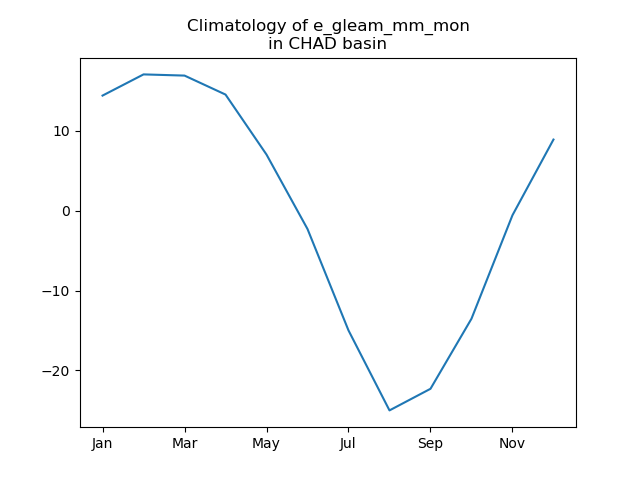 Climatology of e_gleam_mm_mon
in CHAD basin
10
0
−10
−20
Jan
Mar
May
Jul
Sep
Nov